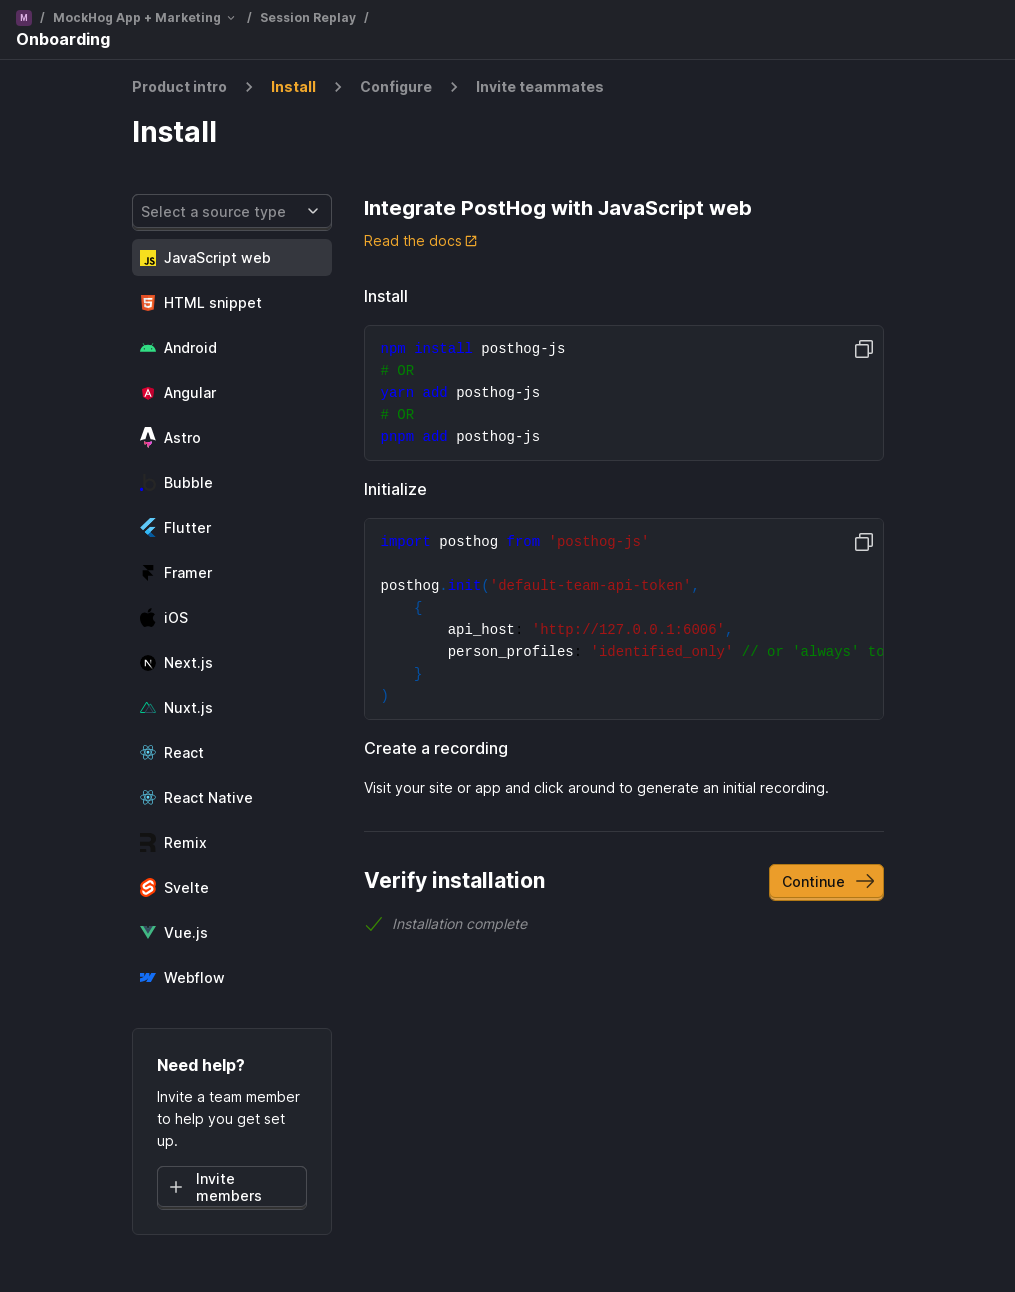 M / MockHog App + Marketing / Session Replay /
Onboarding
Product intro > Install > Configure > Invite teammates
Install
Select a source type
JavaScript web
HTML snippet
Android
Angular
Astro
Bubble
Flutter
Framer
iOS
Next.js
Nuxt.js
React
React Native
Remix
Svelte
Vue.js
Webflow
Need help?
Invite a team member
to help you get set
up.
Invite
members
Integrate PostHog with JavaScript web
Read the docs
Install
npm install posthog-js
# OR
yarn add posthog-js
# OR
pnpm add posthog-js
Initialize
import posthog from 'posthog-js'
posthog.init('default-team-api-token',
{
api_host: 'http://127.0.0.1:6006',
person_profiles: 'identified_only' // or 'always' to
}
)
Create a recording
Visit your site or app and click around to generate an initial recording.
Verify installation
Continue
Installation complete